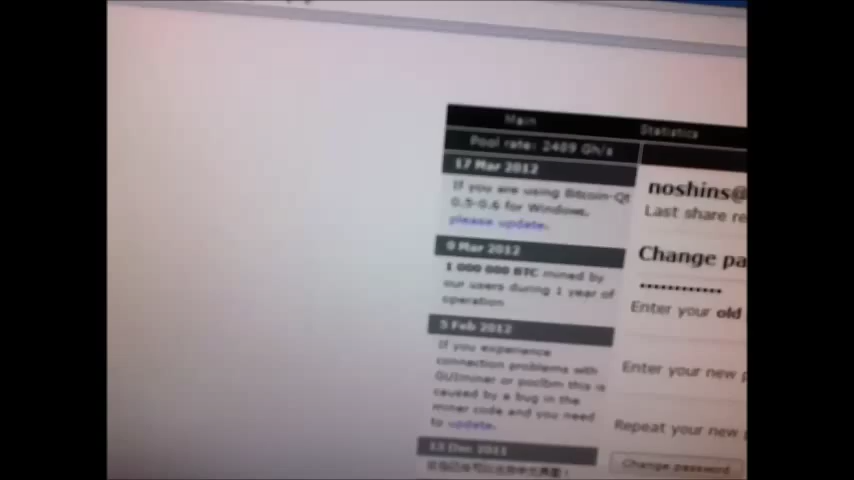 Main
Statistics
Pool rate: 2489 Gh/s
17 Mar 2012
If you are using Bitcoin-Qt
0.5-0.6 for Windows,
please update.
9 Mar 2012
1 000 000 BTC mined by
our users during 1 year of
operation
5 Feb 2012
If you experience
connection problems with
GUIminer or poclbm this is
caused by a bug in the
miner code and you need
to update.
13 Dec 2011
noshins@
Last share re
Change pa
••••••••••••
Enter your old
Enter your new p
Repeat your new
Change password